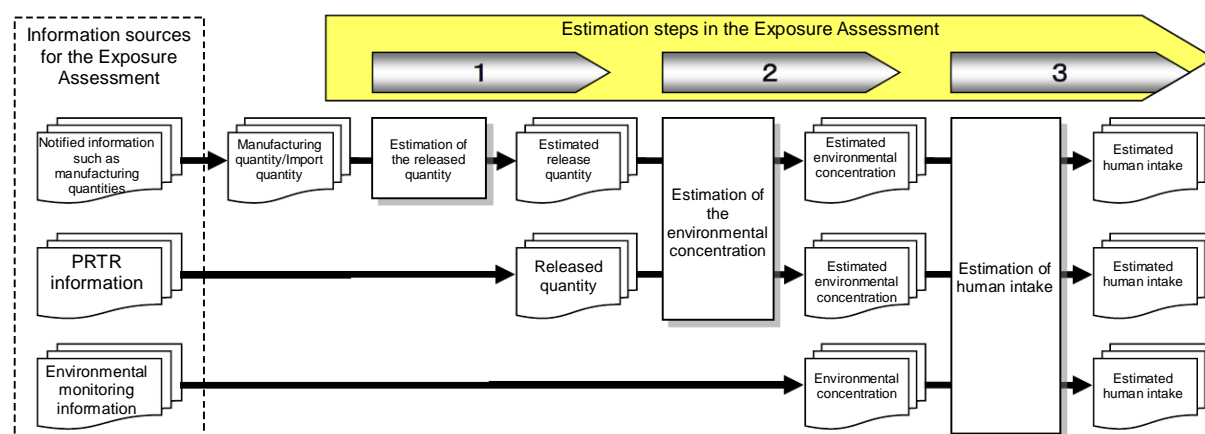 Information sources
for the Exposure
Assessment
Estimation steps in the Exposure Assessment
1
2
3
Notified information
such as
manufacturing
quantities
Manufacturing
quantity/Import
quantity
Estimation of
the released
quantity
Estimated
release
quantity
Estimation of
the
environmental
concentration
Estimated
environmental
concentration
Estimation of
human intake
Estimated
human intake
PRTR
information
Released
quantity
Estimated
environmental
concentration
Estimated
human intake
Environmental
monitoring
information
Environmental
concentration
Estimated
human intake